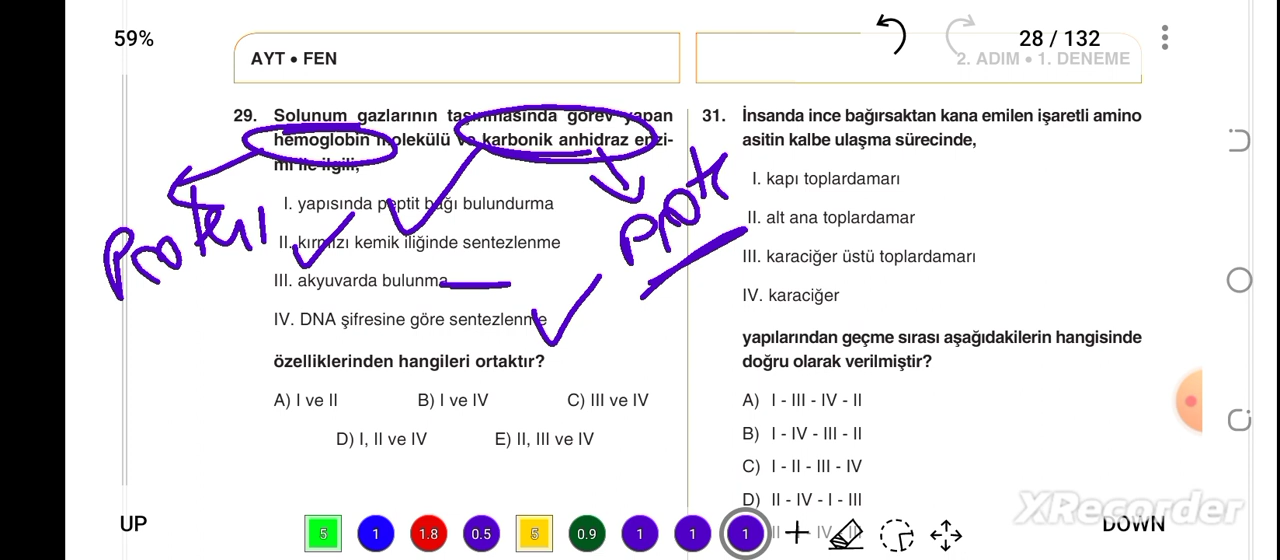 59%
28 / 132
AYT • FEN
2. ADIM • 1. DENEME
29. Solunum gazlarının taşınmasında görev yapan
hemoglobin molekülü ve karbonik anhidraz enzi-
mi ile ilgili;
I. yapısında peptit bağı bulundurma
II. kırmızı kemik iliğinde sentezlenme
III. akyuvarda bulunma
IV. DNA şifresine göre sentezlenme
özelliklerinden hangileri ortaktır?
A) I ve II B) I ve IV C) III ve IV
D) I, II ve IV E) II, III ve IV
Protein
Prote
31. İnsanda ince bağırsaktan kana emilen işaretli amino
asitin kalbe ulaşma sürecinde,
I. kapı toplardamarı
II. alt ana toplardamar
III. karaciğer üstü toplardamarı
IV. karaciğer
yapılarından geçme sırası aşağıdakilerin hangisinde
doğru olarak verilmiştir?
A) I - III - IV - II
B) I - IV - III - II
C) I - II - III - IV
D) II - IV - I - III
XRecorder
UP
5 1 1.8 0.5 5 0.9 1 1 1
DOWN